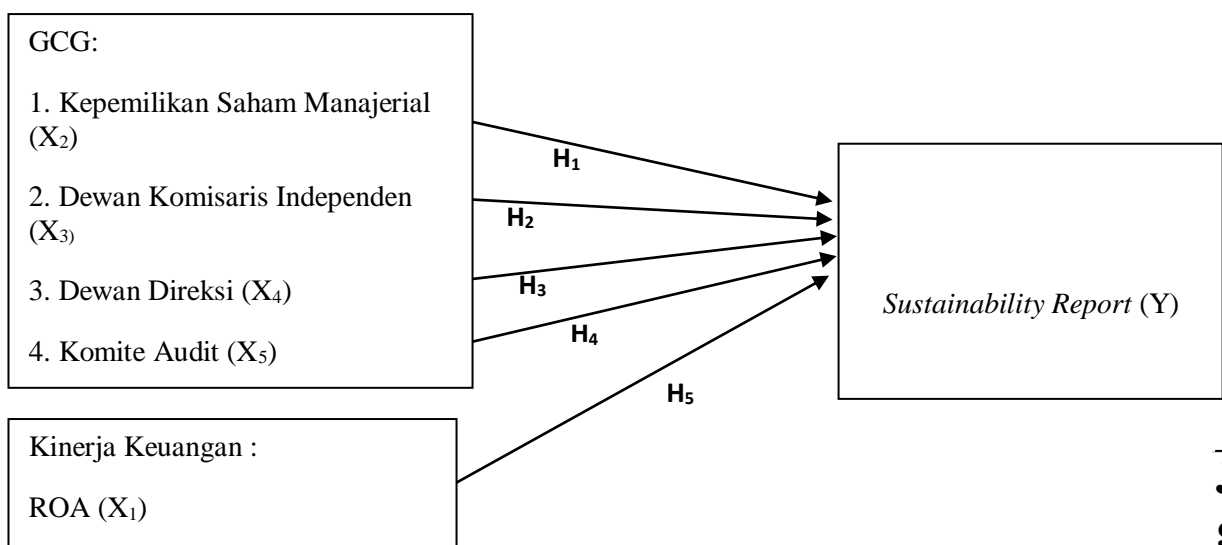 GCG:
1. Kepemilikan Saham Manajerial
(X₂)
2. Dewan Komisaris Independen
(X₃₎
3. Dewan Direksi (X₄)
4. Komite Audit (X₅)
H₁
H₂
H₃
H₄
H₅
Sustainability Report (Y)
Kinerja Keuangan :
ROA (X₁)